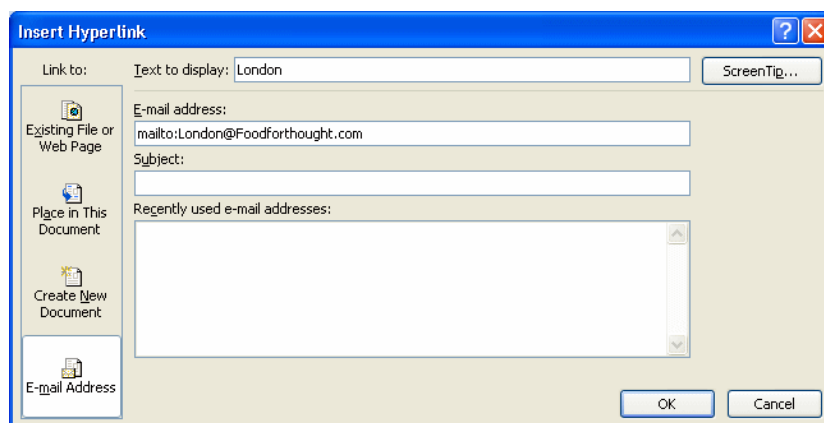 Insert Hyperlink
Link to:
Text to display: London
ScreenTip...
Existing File or
Web Page
Place in This
Document
Create New
Document
E-mail Address
E-mail address:
mailto:London@Foodforthought.com
Subject:
Recently used e-mail addresses:
OK
Cancel